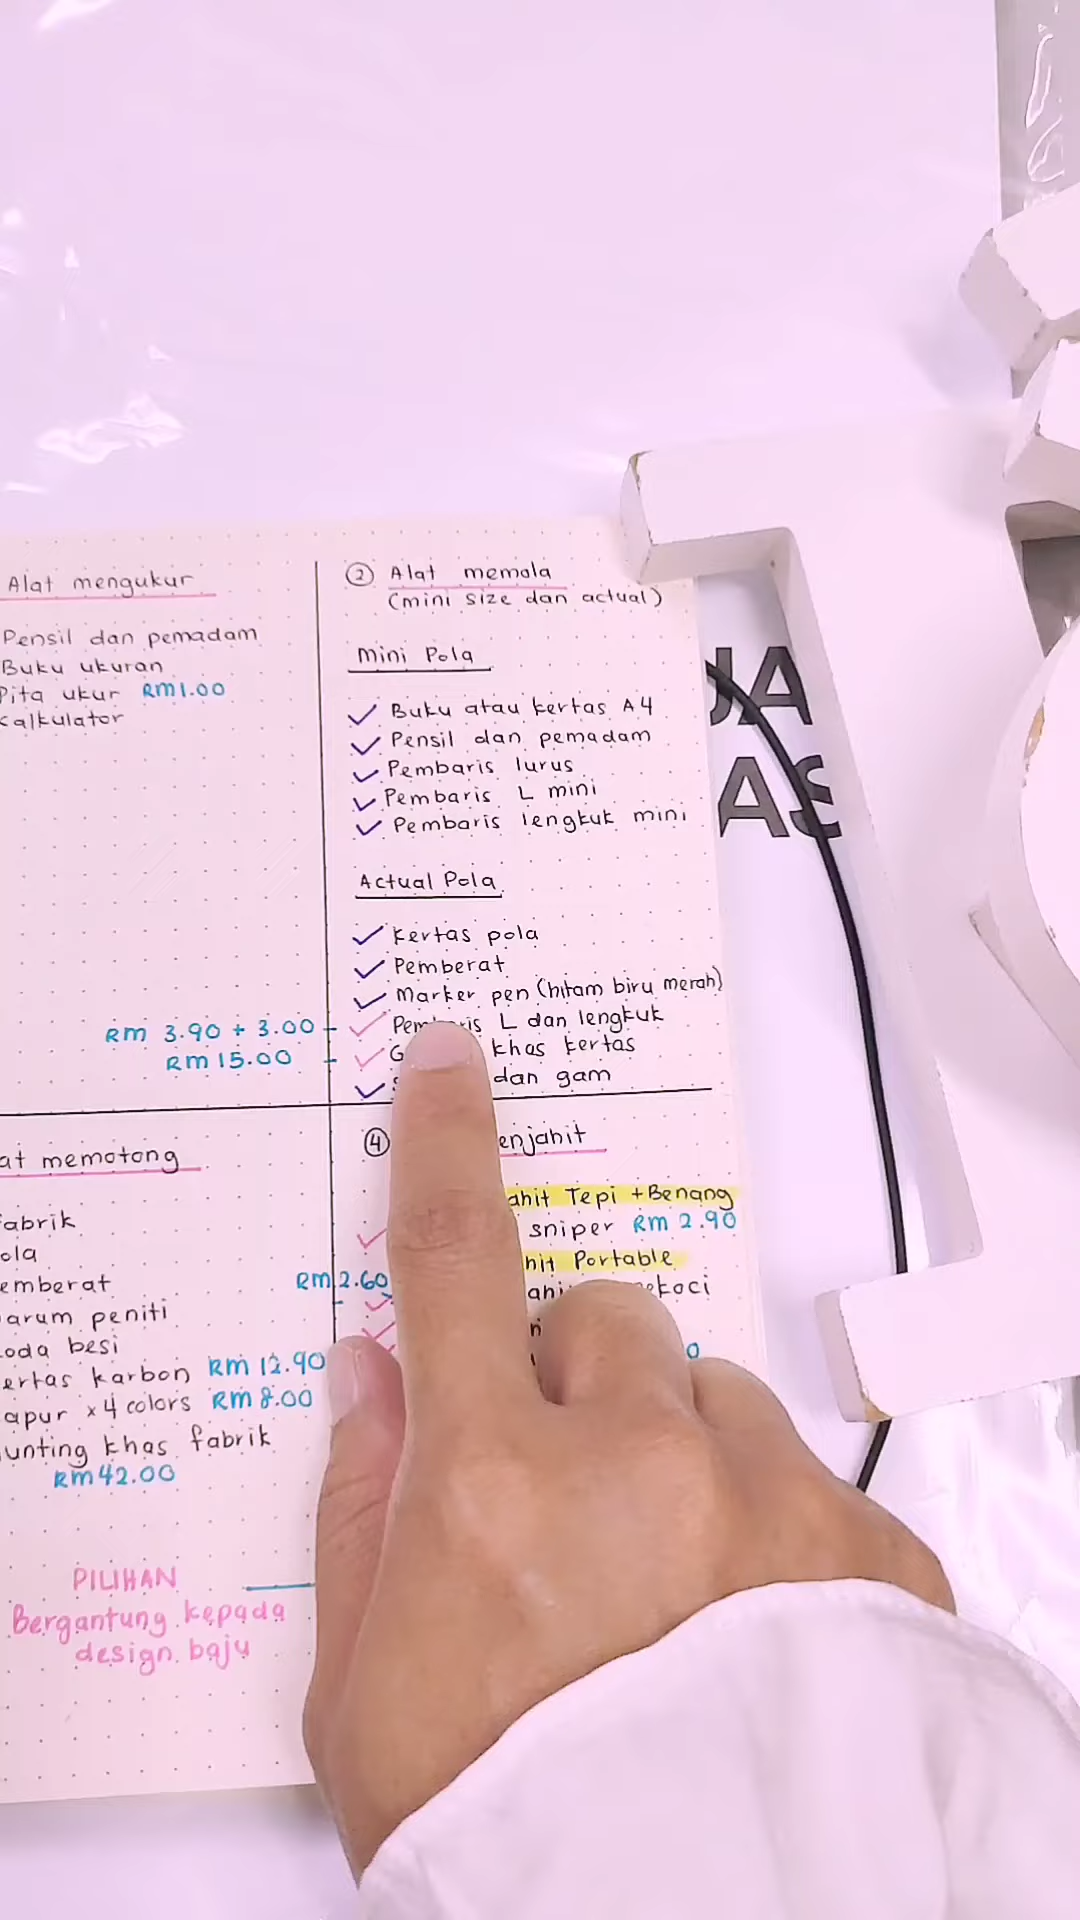 Alat mengukur
Pensil dan pemadam
Buku ukuran
Pita ukur RM1.00
Kalkulator
② Alat memola
(mini size dan actual)
Mini Pola
Buku atau kertas A4
Pensil dan pemadam
Pembaris lurus
Pembaris L mini
Pembaris lengkuk mini
Actual Pola
Kertas pola
Pemberat
Marker pen (hitam biru merah)
RM 3.90 + 3.00 - Pembaris L dan lengkuk
RM 15.00 - khas kertas
dan gam
at memotong
fabrik
ola
emberat
arum peniti
oda besi
ertas karbon RM 12.90
apur x4 colors RM 8.00
unting khas fabrik
RM 42.00
PILIHAN
Bergantung kepada
design baju
④ enjahit
ahit Tepi + Benang
sniper RM 2.90
hit Portable
RM 2.60
JA
AS